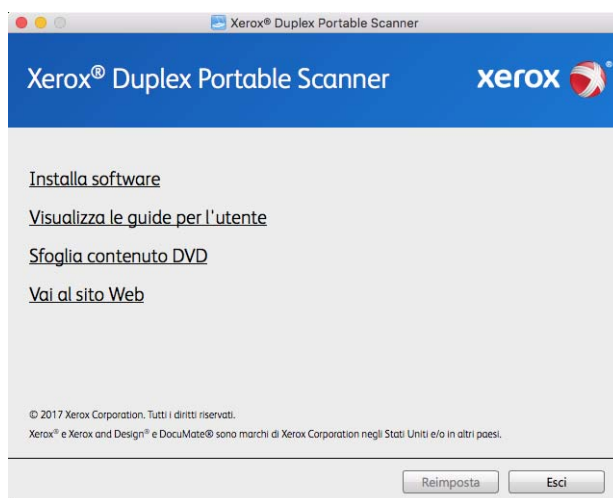 Xerox® Duplex Portable Scanner
Xerox® Duplex Portable Scanner
xerox®
Installa software
Visualizza le guide per l'utente
Sfoglia contenuto DVD
Vai al sito Web
© 2017 Xerox Corporation. Tutti i diritti riservati.
Xerox® e Xerox and Design® e DocuMate® sono marchi di Xerox Corporation negli Stati Uniti e/o in altri paesi.
Reimposta
Esci